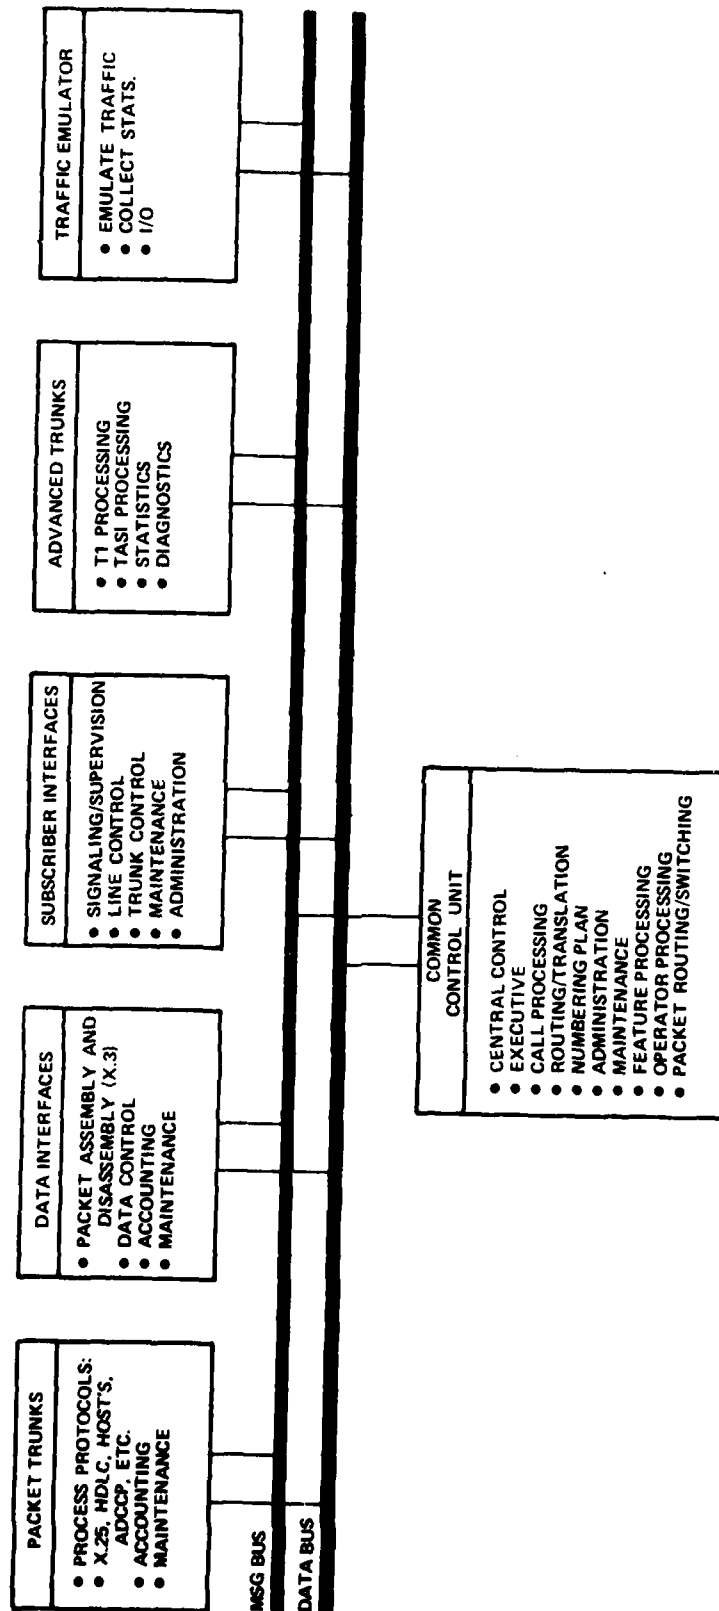 PACKET TRUNKS
• PROCESS PROTOCOLS:
• X.25, HDLC, HOST'S,
ADCCP, ETC.
• ACCOUNTING
• MAINTENANCE
DATA INTERFACES
• PACKET ASSEMBLY AND
DISASSEMBLY (X.3)
• DATA CONTROL
• ACCOUNTING
• MAINTENANCE
SUBSCRIBER INTERFACES
• SIGNALING/SUPERVISION
• LINE CONTROL
• TRUNK CONTROL
• MAINTENANCE
• ADMINISTRATION
ADVANCED TRUNKS
• T1 PROCESSING
• TASI PROCESSING
• STATISTICS
• DIAGNOSTICS
TRAFFIC EMULATOR
• EMULATE TRAFFIC
• COLLECT STATS.
• I/O
MSG BUS
DATA BUS
COMMON
CONTROL UNIT
• CENTRAL CONTROL
• EXECUTIVE
• CALL PROCESSING
• ROUTING/TRANSLATION
• NUMBERING PLAN
• ADMINISTRATION
• MAINTENANCE
• FEATURE PROCESSING
• OPERATOR PROCESSING
• PACKET ROUTING/SWITCHING